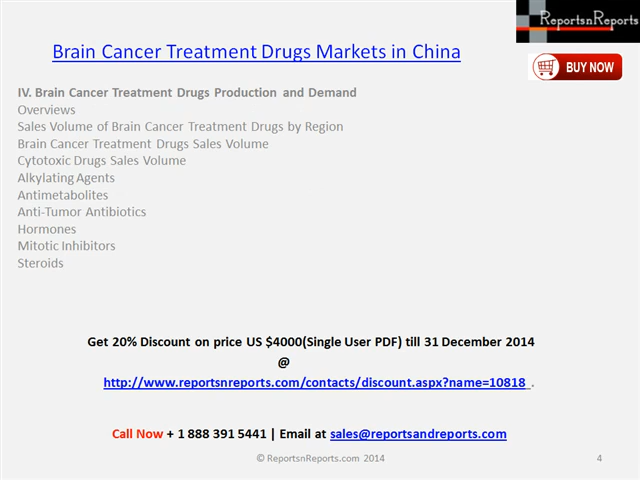 ReportsnReports
Brain Cancer Treatment Drugs Markets in China
BUY NOW
IV. Brain Cancer Treatment Drugs Production and Demand
Overviews
Sales Volume of Brain Cancer Treatment Drugs by Region
Brain Cancer Treatment Drugs Sales Volume
Cytotoxic Drugs Sales Volume
Alkylating Agents
Antimetabolites
Anti-Tumor Antibiotics
Hormones
Mitotic Inhibitors
Steroids
Get 20% Discount on price US $4000(Single User PDF) till 31 December 2014
@
http://www.reportsnreports.com/contacts/discount.aspx?name=10818 .
Call Now + 1 888 391 5441 | Email at sales@reportsandreports.com
© ReportsnReports.com 2014
4